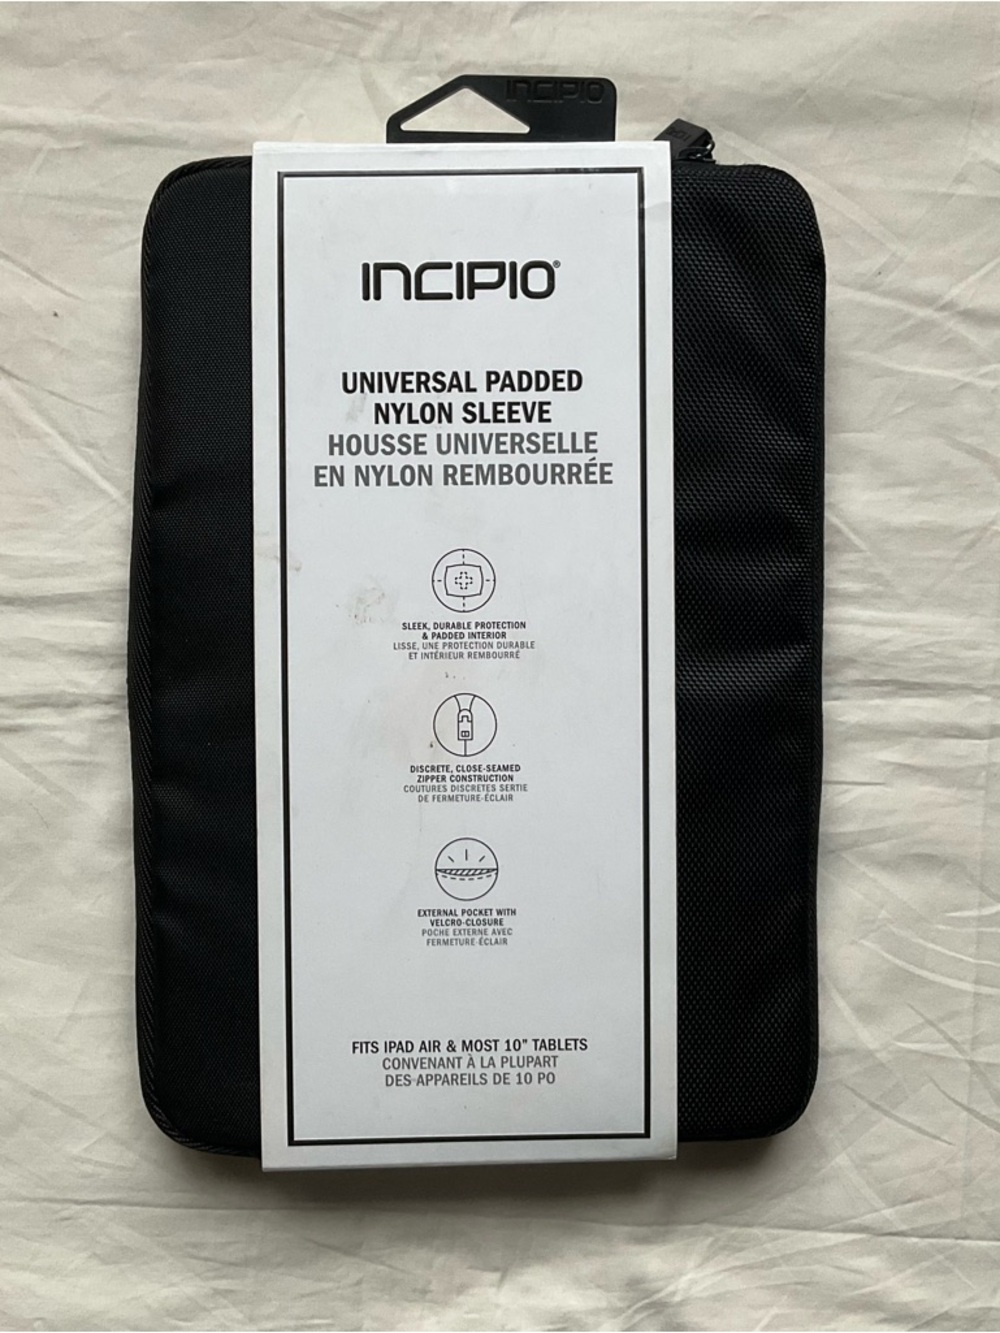 INCIPIO
INCIPIO®
UNIVERSAL PADDED
NYLON SLEEVE
HOUSSE UNIVERSELLE
EN NYLON REMBOURRÉE
SLEEK, DURABLE PROTECTION
& PADDED INTERIOR
LISSE, UNE PROTECTION DURABLE
ET INTÉRIEUR REMBOURRÉ
DISCRETE, CLOSE-SEAMED
ZIPPER CONSTRUCTION
COUTURES DISCRETES SERTIE
DE FERMETURE-ÉCLAIR
EXTERNAL POCKET WITH
VELCRO-CLOSURE
POCHE EXTERNE AVEC
FERMETURE-ÉCLAIR
FITS IPAD AIR & MOST 10" TABLETS
CONVENANT À LA PLUPART
DES APPAREILS DE 10 PO